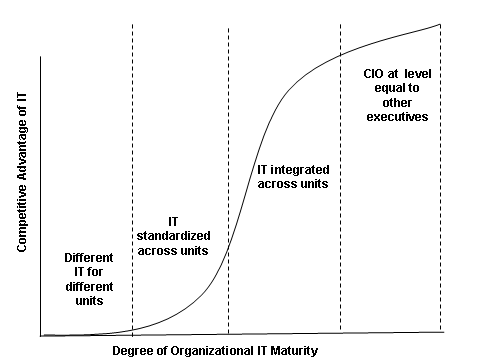 Competitive Advantage of IT
Different
IT for
different
units
IT
standardized
across units
IT integrated
across units
CIO at level
equal to
other
executives
Degree of Organizational IT Maturity